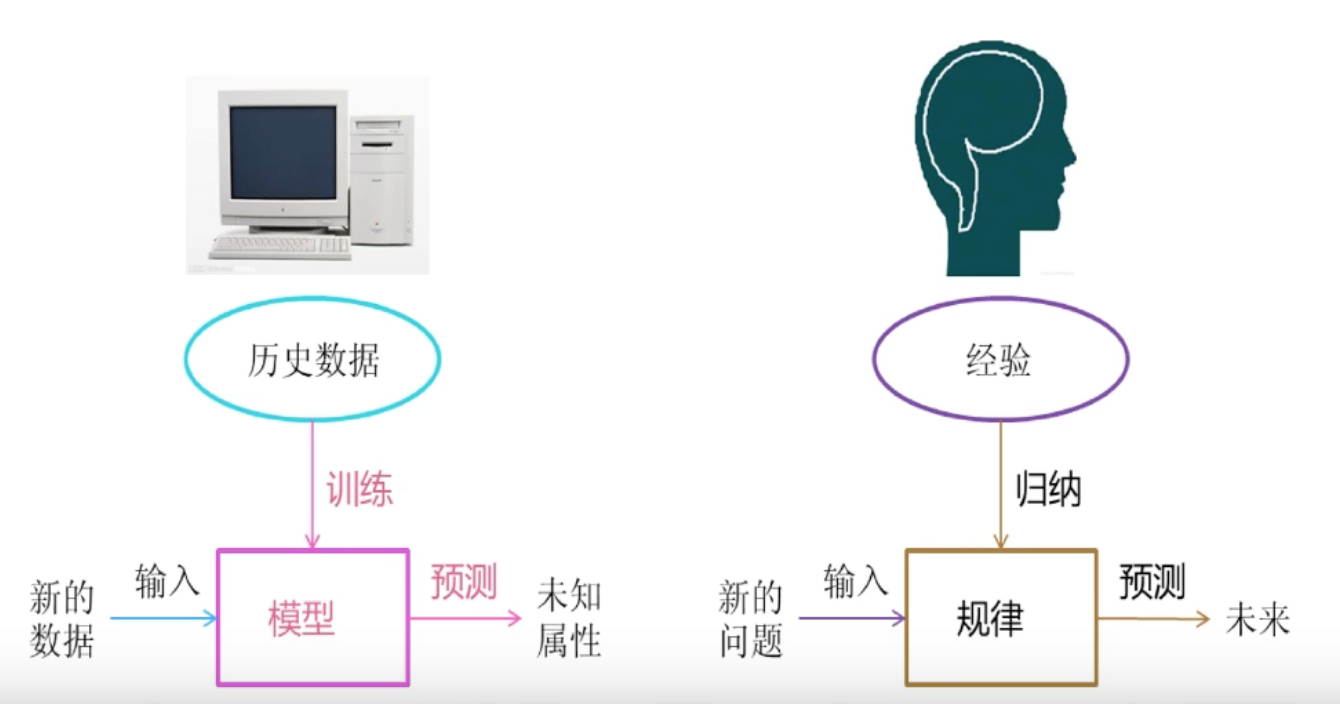 历史数据
训练
输入
新的
数据
模型
预测
未知
属性
经验
归纳
输入
新的
问题
规律
预测
未来